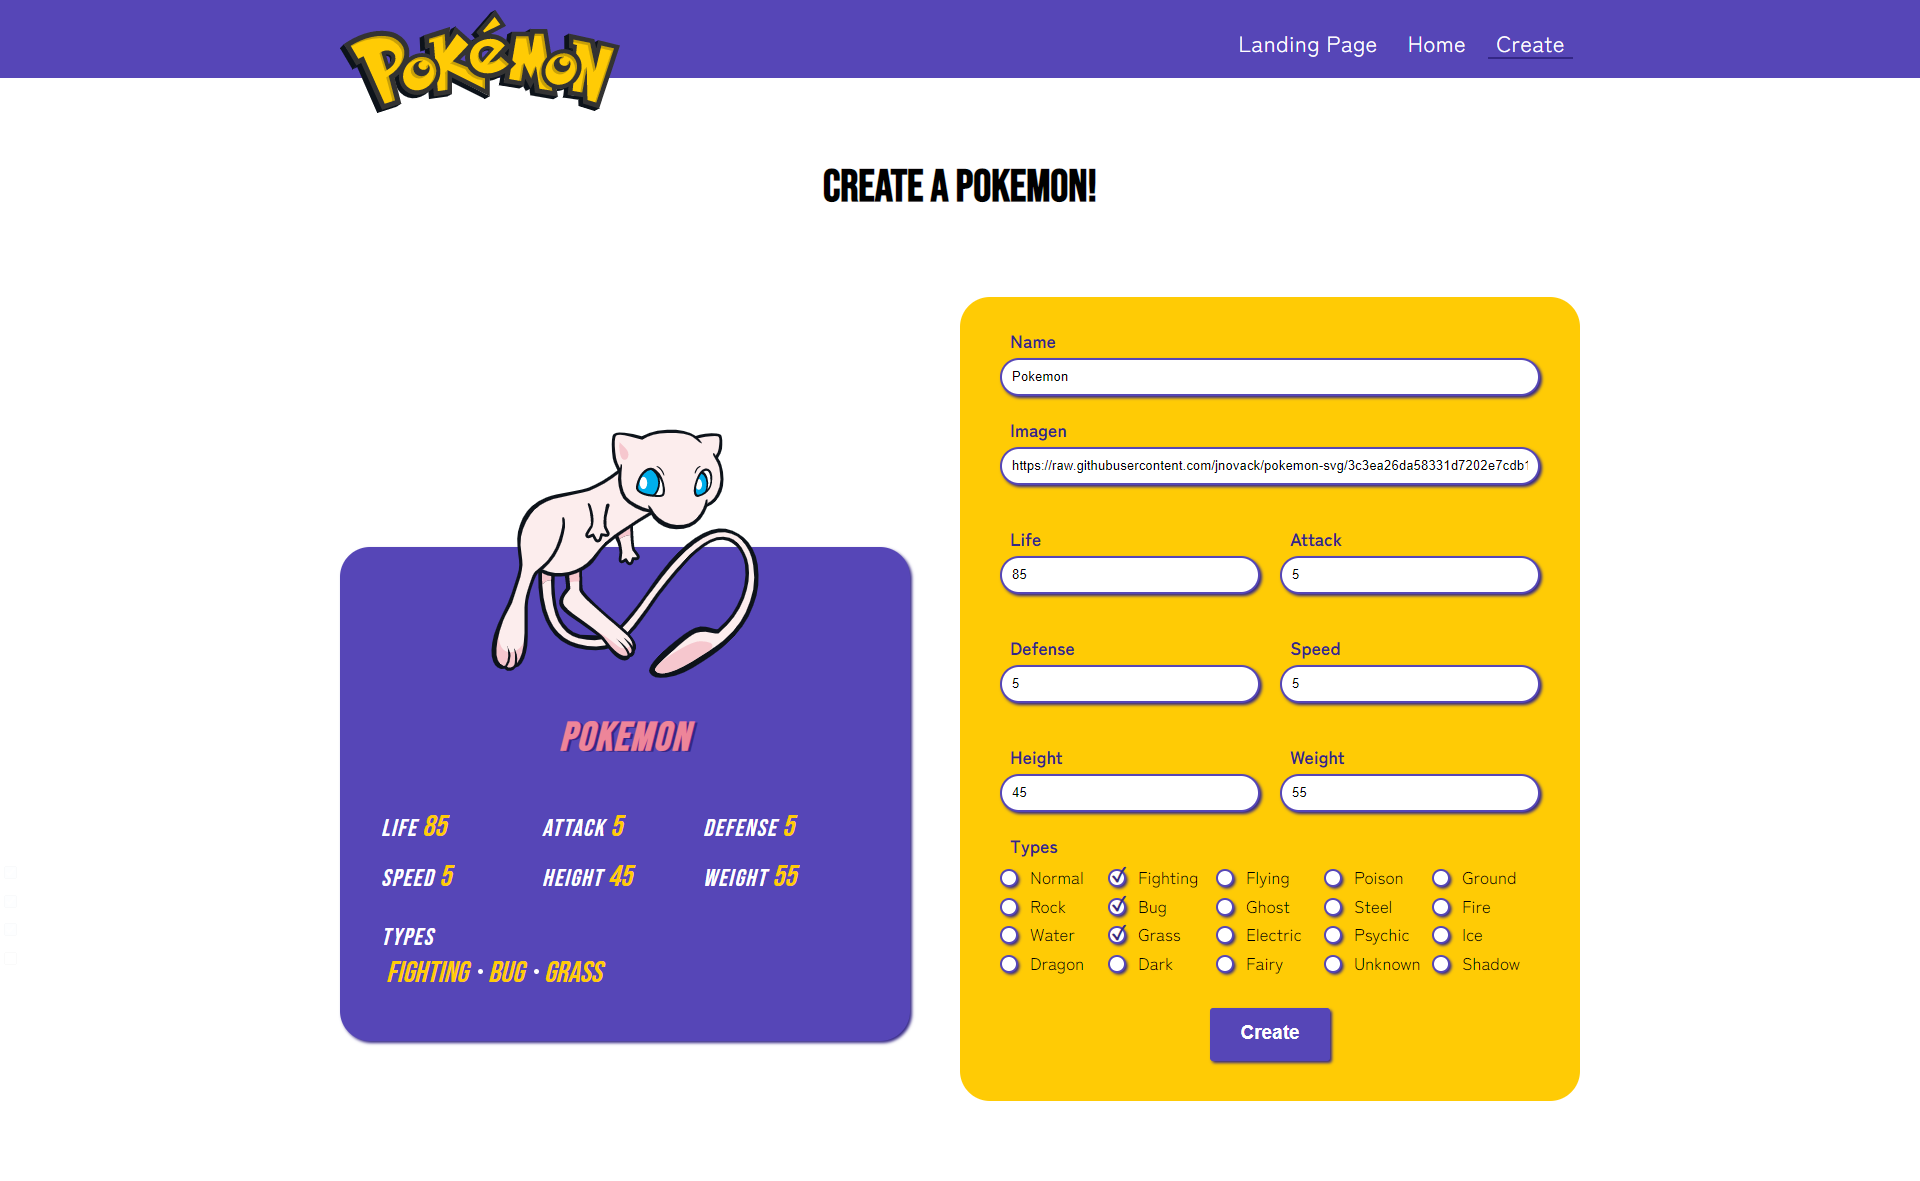 Pokémon
Landing Page Home Create
CREATE A POKEMON!
POKEMON
LIFE 85 ATTACK 5 DEFENSE 5
SPEED 5 HEIGHT 45 WEIGHT 55
TYPES
FIGHTING • BUG • GRASS
Name
Pokemon
Imagen
https://raw.githubusercontent.com/jnovack/pokemon-svg/3c3ea26da58331d7202e7cdb1
Life Attack
85 5
Defense Speed
5 5
Height Weight
45 55
Types
Normal Fighting Flying Poison Ground
Rock Bug Ghost Steel Fire
Water Grass Electric Psychic Ice
Dragon Dark Fairy Unknown Shadow
Create